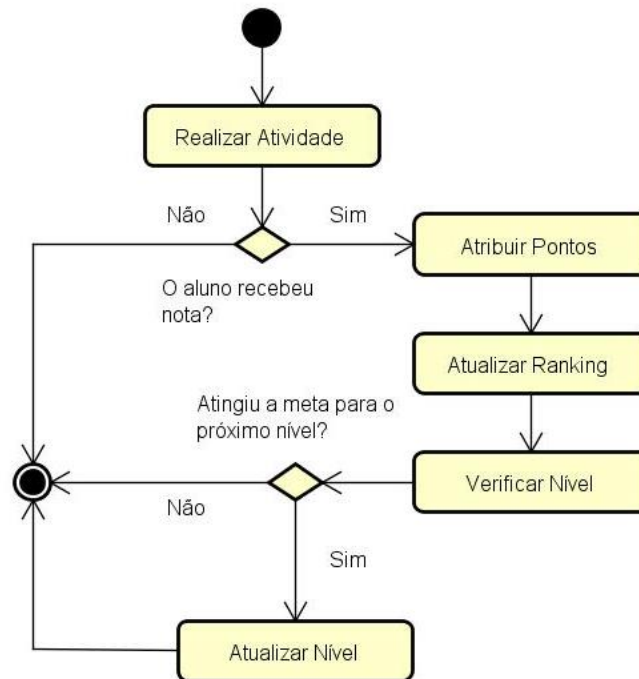 Realizar Atividade
Não
Sim
Atribuir Pontos
O aluno recebeu
nota?
Atualizar Ranking
Atingiu a meta para o
próximo nível?
Verificar Nível
Não
Sim
Atualizar Nível